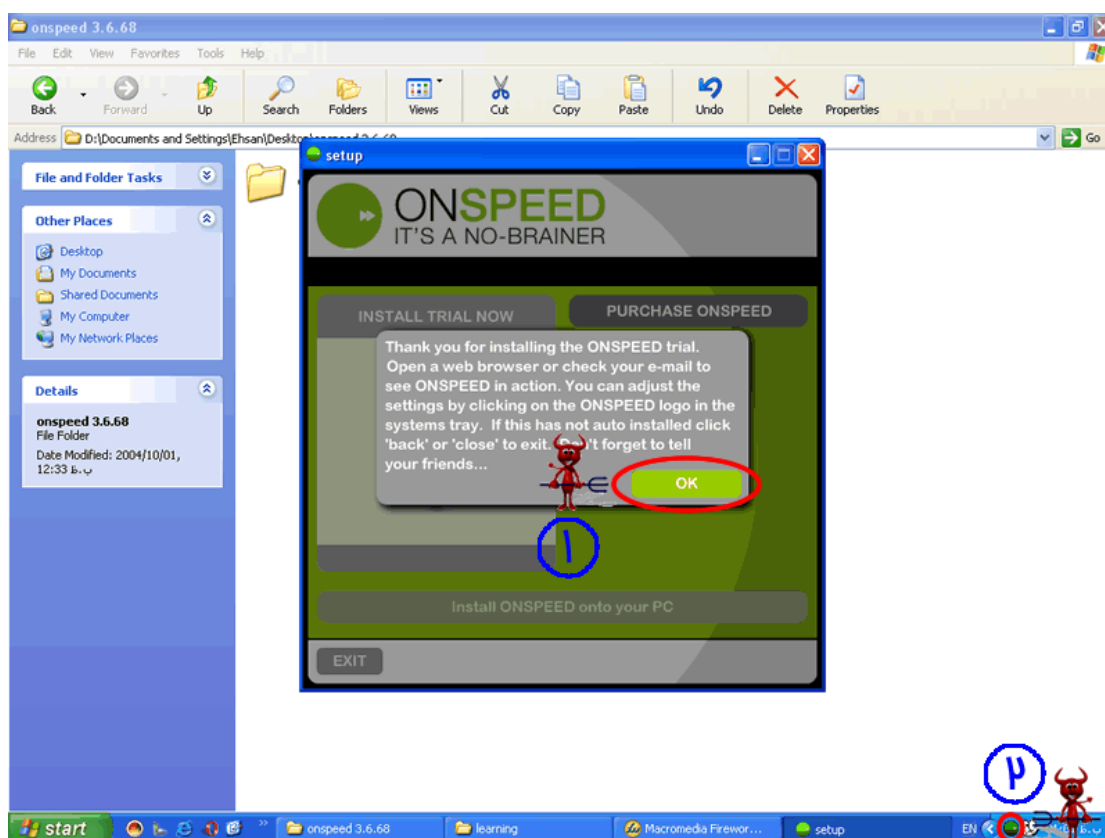 onspeed 3.6.68
File Edit View Favorites Tools Help
Back Forward Up Search Folders Views Cut Copy Paste Undo Delete Properties
Address D:\Documents and Settings\Ehsan\Desktop\onspeed 3.6.68 Go
File and Folder Tasks
Other Places
Desktop
My Documents
Shared Documents
My Computer
My Network Places
Details
onspeed 3.6.68
File Folder
Date Modified: 2004/10/01,
12:33 ب.ظ
setup
ONSPEED
IT'S A NO-BRAINER
INSTALL TRIAL NOW
PURCHASE ONSPEED
Thank you for installing the ONSPEED trial.
Open a web browser or check your e-mail to
see ONSPEED in action. You can adjust the
settings by clicking on the ONSPEED logo in the
systems tray. If this has not auto installed click
'back' or 'close' to exit. Don't forget to tell
your friends...
OK
۱
Install ONSPEED onto your PC
EXIT
۲
start onspeed 3.6.68 learning Macromedia Firewor... setup EN